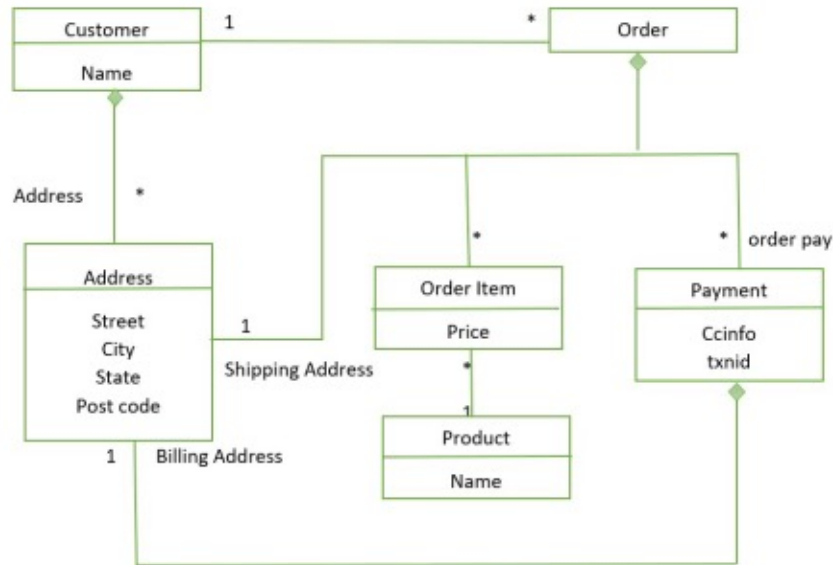 Customer
1
*
Order
Name
Address
*
*
*
order pay
Address
Order Item
Payment
Street
City
State
Post code
1
Shipping Address
Price
Ccinfo
txnid
*
1
Product
Name
1
Billing Address